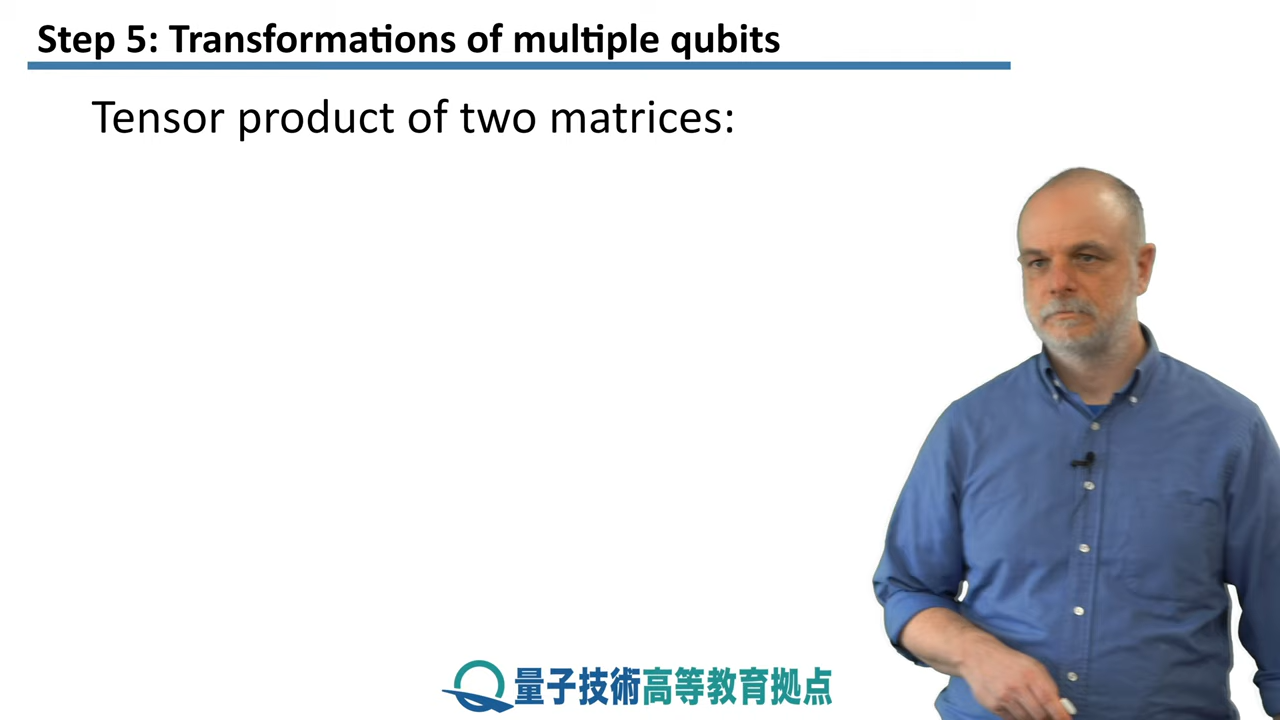 Step 5: Transformations of multiple qubits
Tensor product of two matrices:
量子技術高等教育拠点